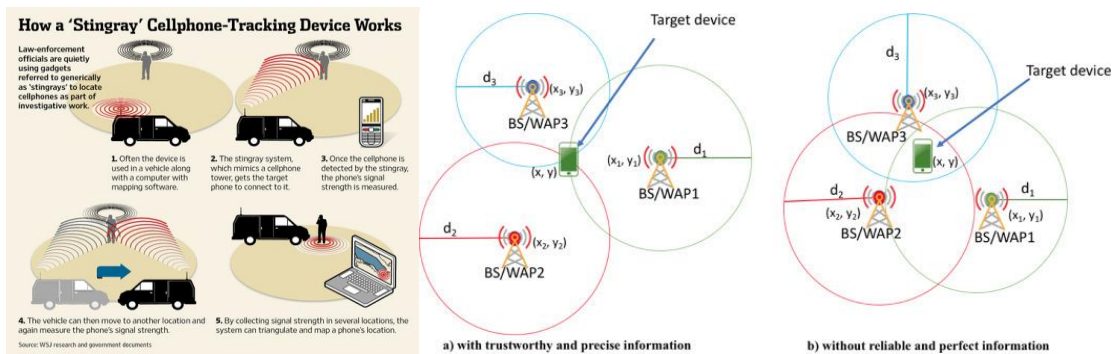 How a 'Stingray' Cellphone-Tracking Device Works
Law-enforcement
officials are quietly
using gadgets
referred to generically
as 'stingrays' to locate
cellphones as part of
investigative work.
1. Often the device is
used in a vehicle along
with a computer with
mapping software.
2. The stingray system,
which mimics a cellphone
tower, gets the target
phone to connect to it.
3. Once the cellphone is
detected by the stingray,
the phone's signal
strength is measured.
4. The vehicle can then move to another location and
again measure the phone's signal strength.
5. By collecting signal strength in several locations, the
system can triangulate and map a phone's location.
Source: WSJ research and government documents
Target device
d3
(x3, y3)
BS/WAP3
(x1, y1)
d1
(x, y)
BS/WAP1
d2
(x2, y2)
BS/WAP2
a) with trustworthy and precise information
d3
Target device
(x3, y3)
BS/WAP3
(x, y)
d2
d1
(x2, y2)
(x1, y1)
BS/WAP2
BS/WAP1
b) without reliable and perfect information